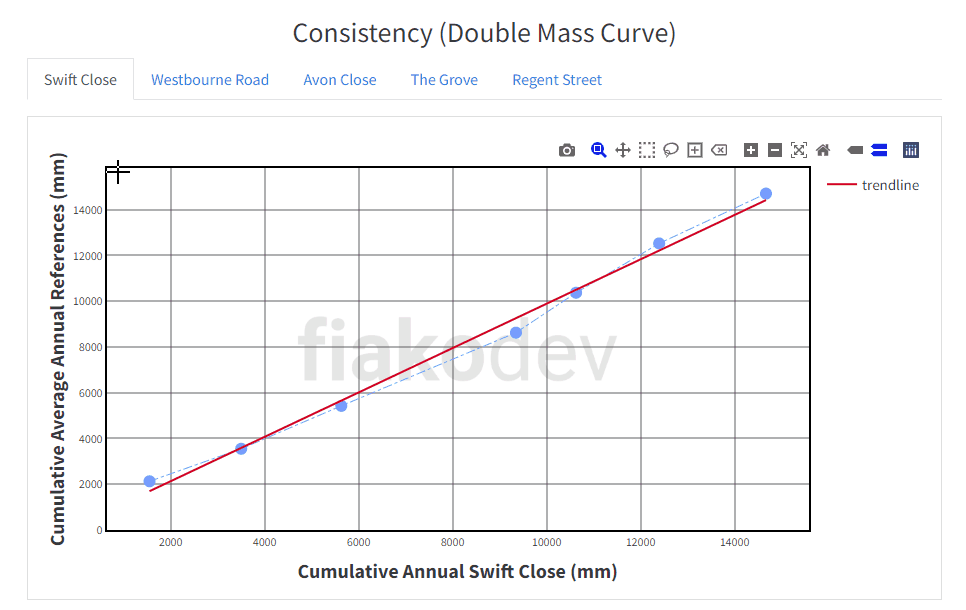 Consistency (Double Mass Curve)
Swift Close Westbourne Road Avon Close The Grove Regent Street
trendline
Cumulative Average Annual References (mm)
14000
12000
10000
8000
6000
4000
2000
0
fiakodev
2000 4000 6000 8000 10000 12000 14000
Cumulative Annual Swift Close (mm)